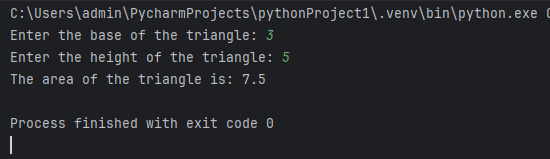 C:\Users\admin\PycharmProjects\pythonProject1\.venv\bin\python.exe
Enter the base of the triangle: 3
Enter the height of the triangle: 5
The area of the triangle is: 7.5
Process finished with exit code 0